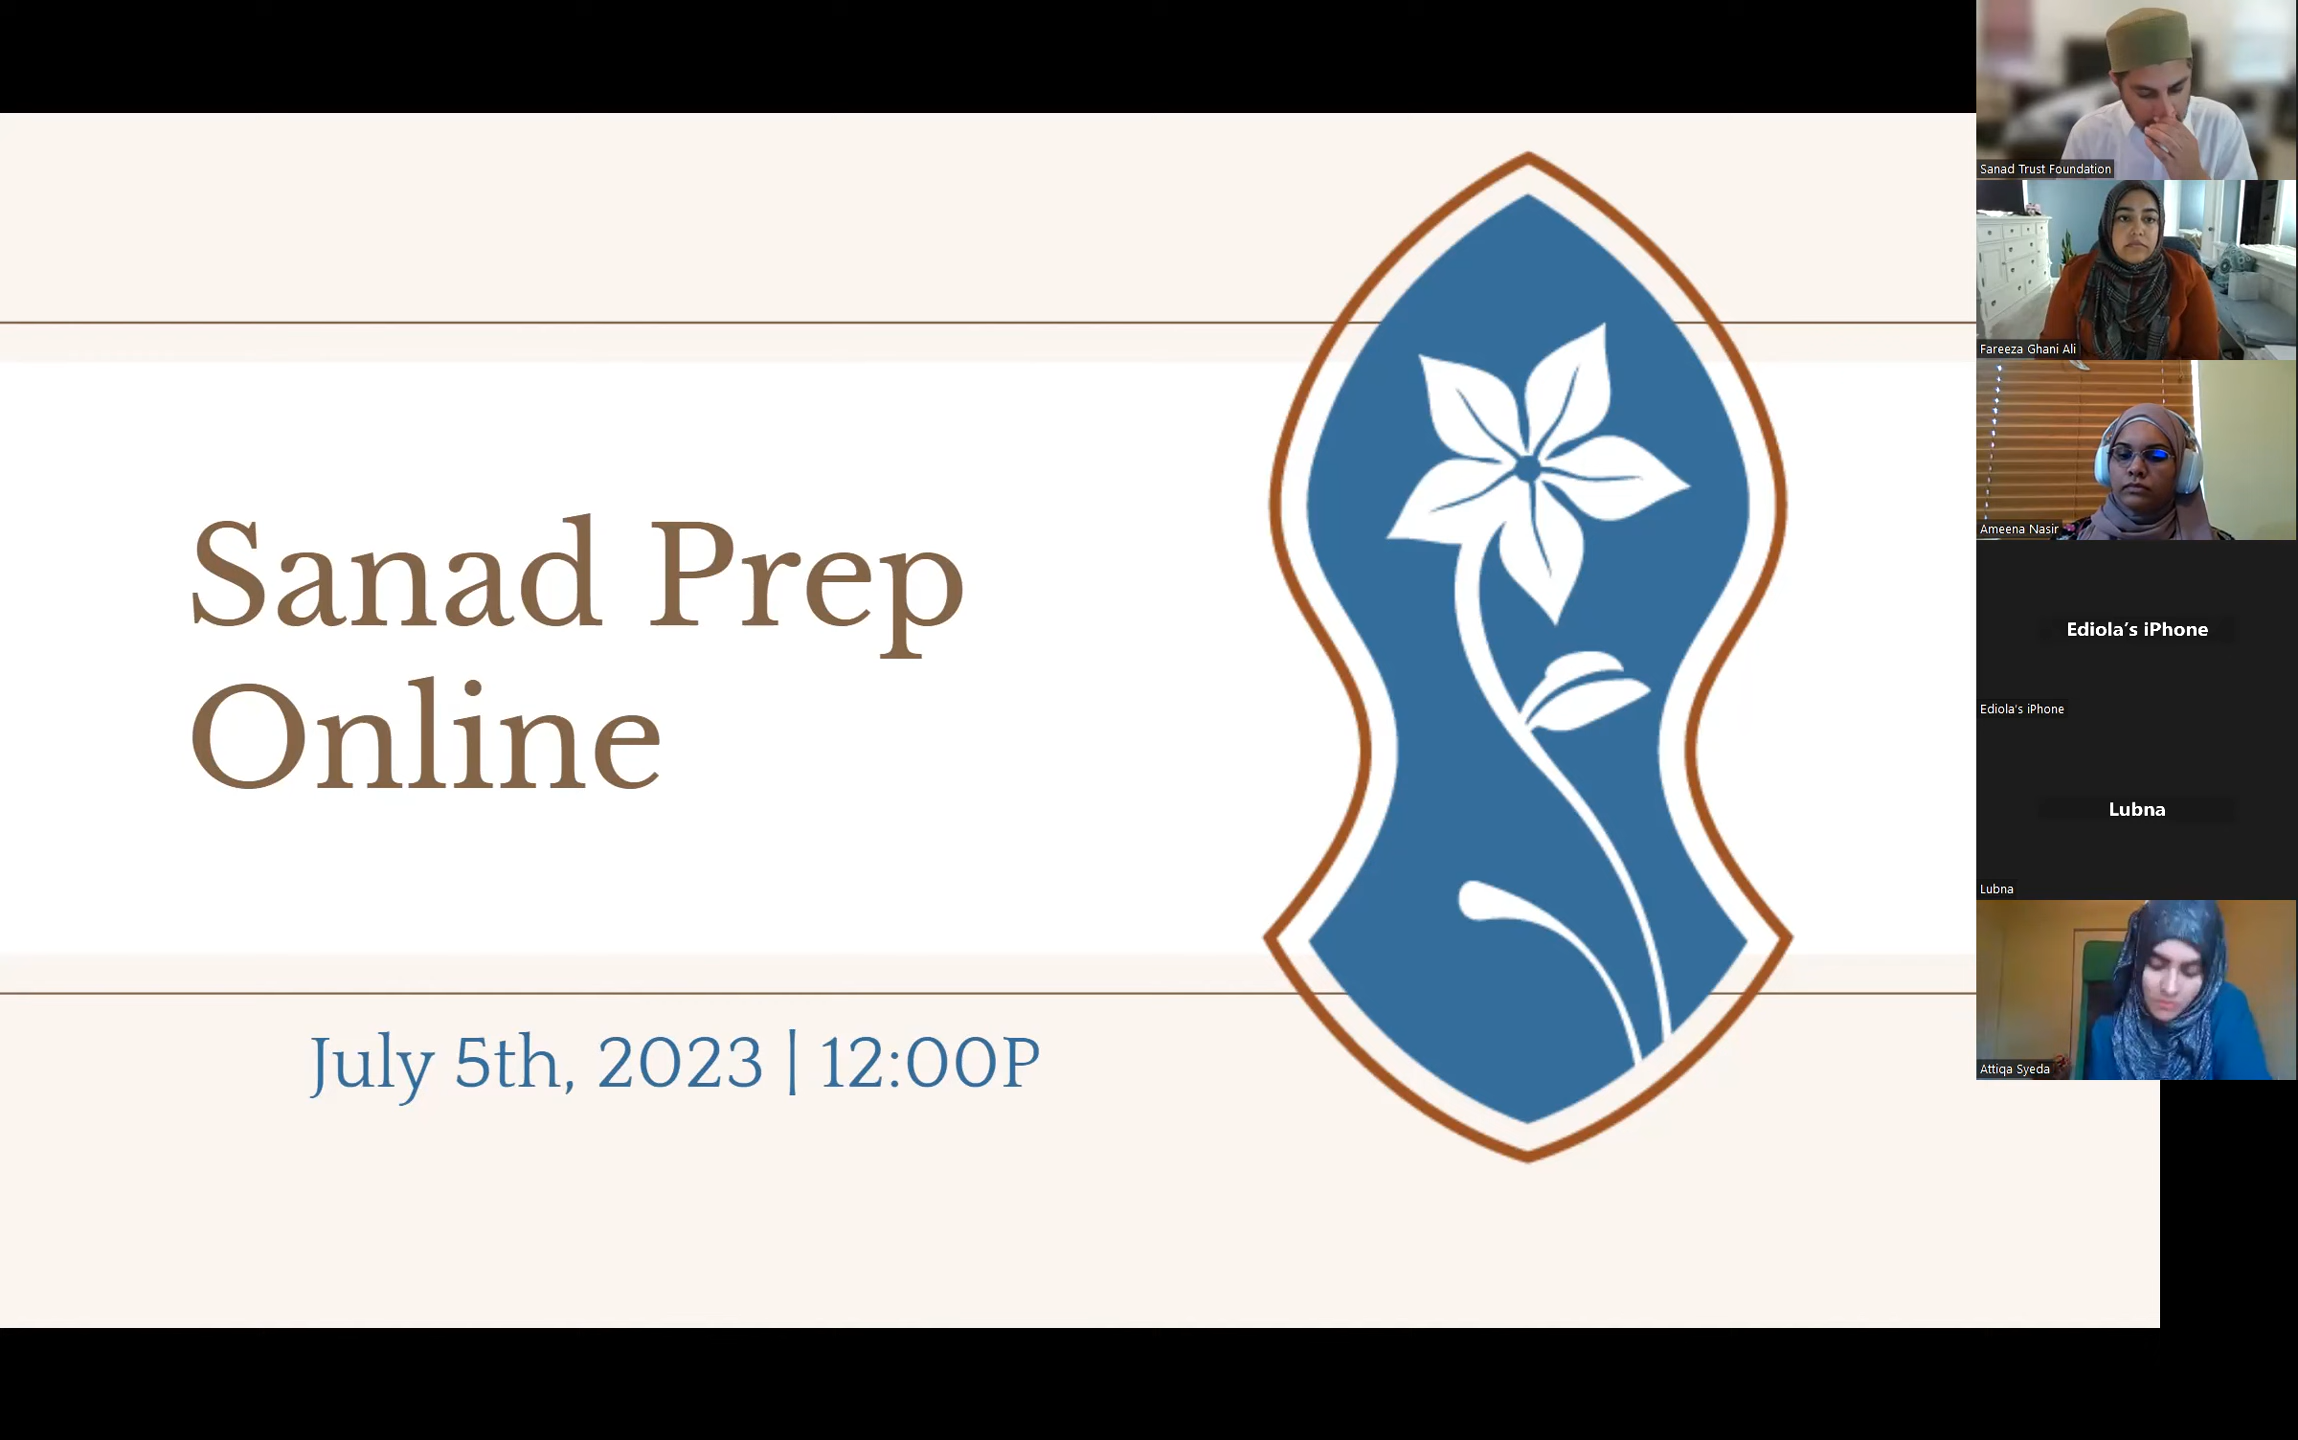 Sanad Prep
Online
July 5th, 2023 | 12:00P
Sanad Trust Foundation
Fareeza Ghani Ali
Ameena Nasir
Ediola's iPhone
Ediola's iPhone
Lubna
Lubna
Attiqa Syeda